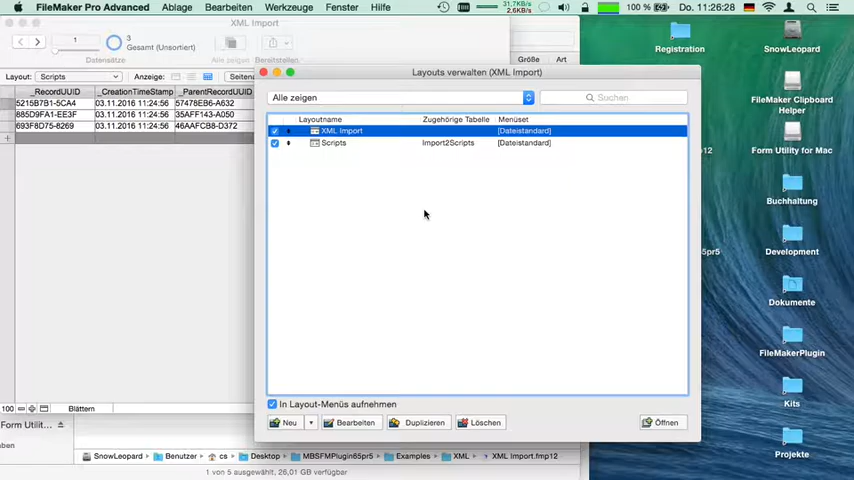 FileMaker Pro Advanced Ablage Bearbeiten Werkzeuge Fenster Hilfe 31,7KB/s 2,6KB/s 100 % Do. 11:26:28
XML Import
1
3
Gesamt (Unsortiert)
Datensätze
Alle zeigen
Bereitstellen
Größe Art
Layout: Scripts Anzeige:
_RecordUUID _CreationTimeStamp _ParentRecordUUID
5215B7B1-5CA4 03.11.2016 11:24:56 57478EB6-A632
885D9FA1-EE3F 03.11.2016 11:24:56 35AFF143-A050
693F8D75-8269 03.11.2016 11:24:56 46AAFCB8-D372
Layouts verwalten (XML Import)
Alle zeigen
Suchen
Layoutname Zugehörige Tabelle Menüset
XML Import [Dateistandard]
Scripts Import2Scripts [Dateistandard]
In Layout-Menüs aufnehmen
Neu Bearbeiten Duplizieren Löschen Öffnen
100 Blättern
Form Utilit...
SnowLeopard Benutzer cs Desktop MBSFMPlugin65pr5 Examples XML XML Import.fmp12
1 von 5 ausgewählt, 26,01 GB verfügbar
Registration
SnowLeopard
FileMaker Clipboard
Helper
Form Utility for Mac
Buchhaltung
Development
Dokumente
FileMakerPlugin
Kits
Projekte